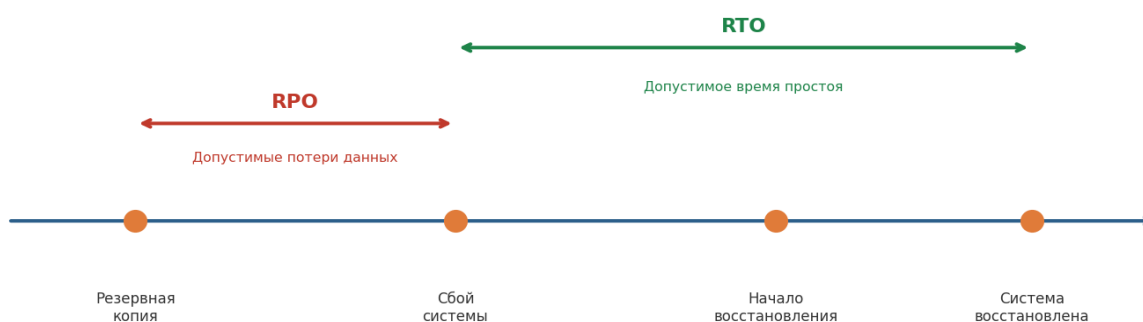 RTO
Допустимое время простоя
RPO
Допустимые потери данных
Резервная
копия
Сбой
системы
Начало
восстановления
Система
восстановлена